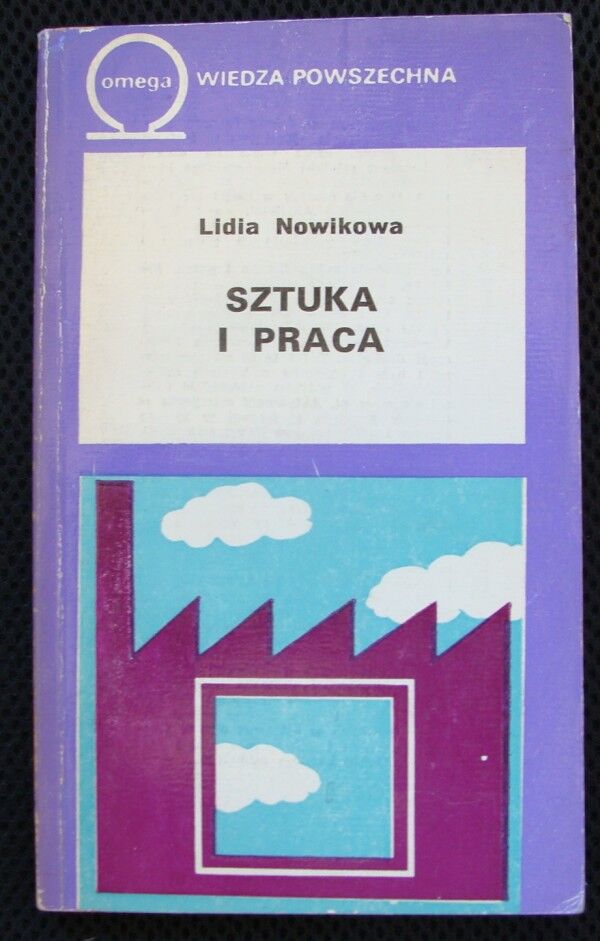 omega
WIEDZA POWSZECHNA
Lidia Nowikowa
SZTUKA
I PRACA